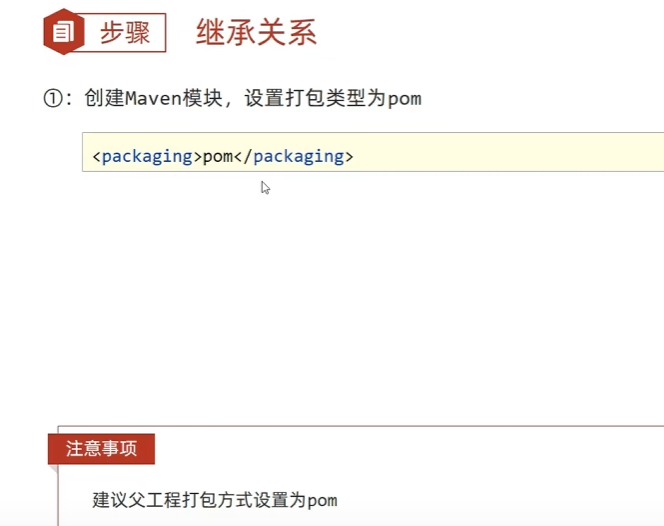 步骤 继承关系
①：创建Maven模块，设置打包类型为pom
<packaging>pom</packaging>
注意事项
建议父工程打包方式设置为pom